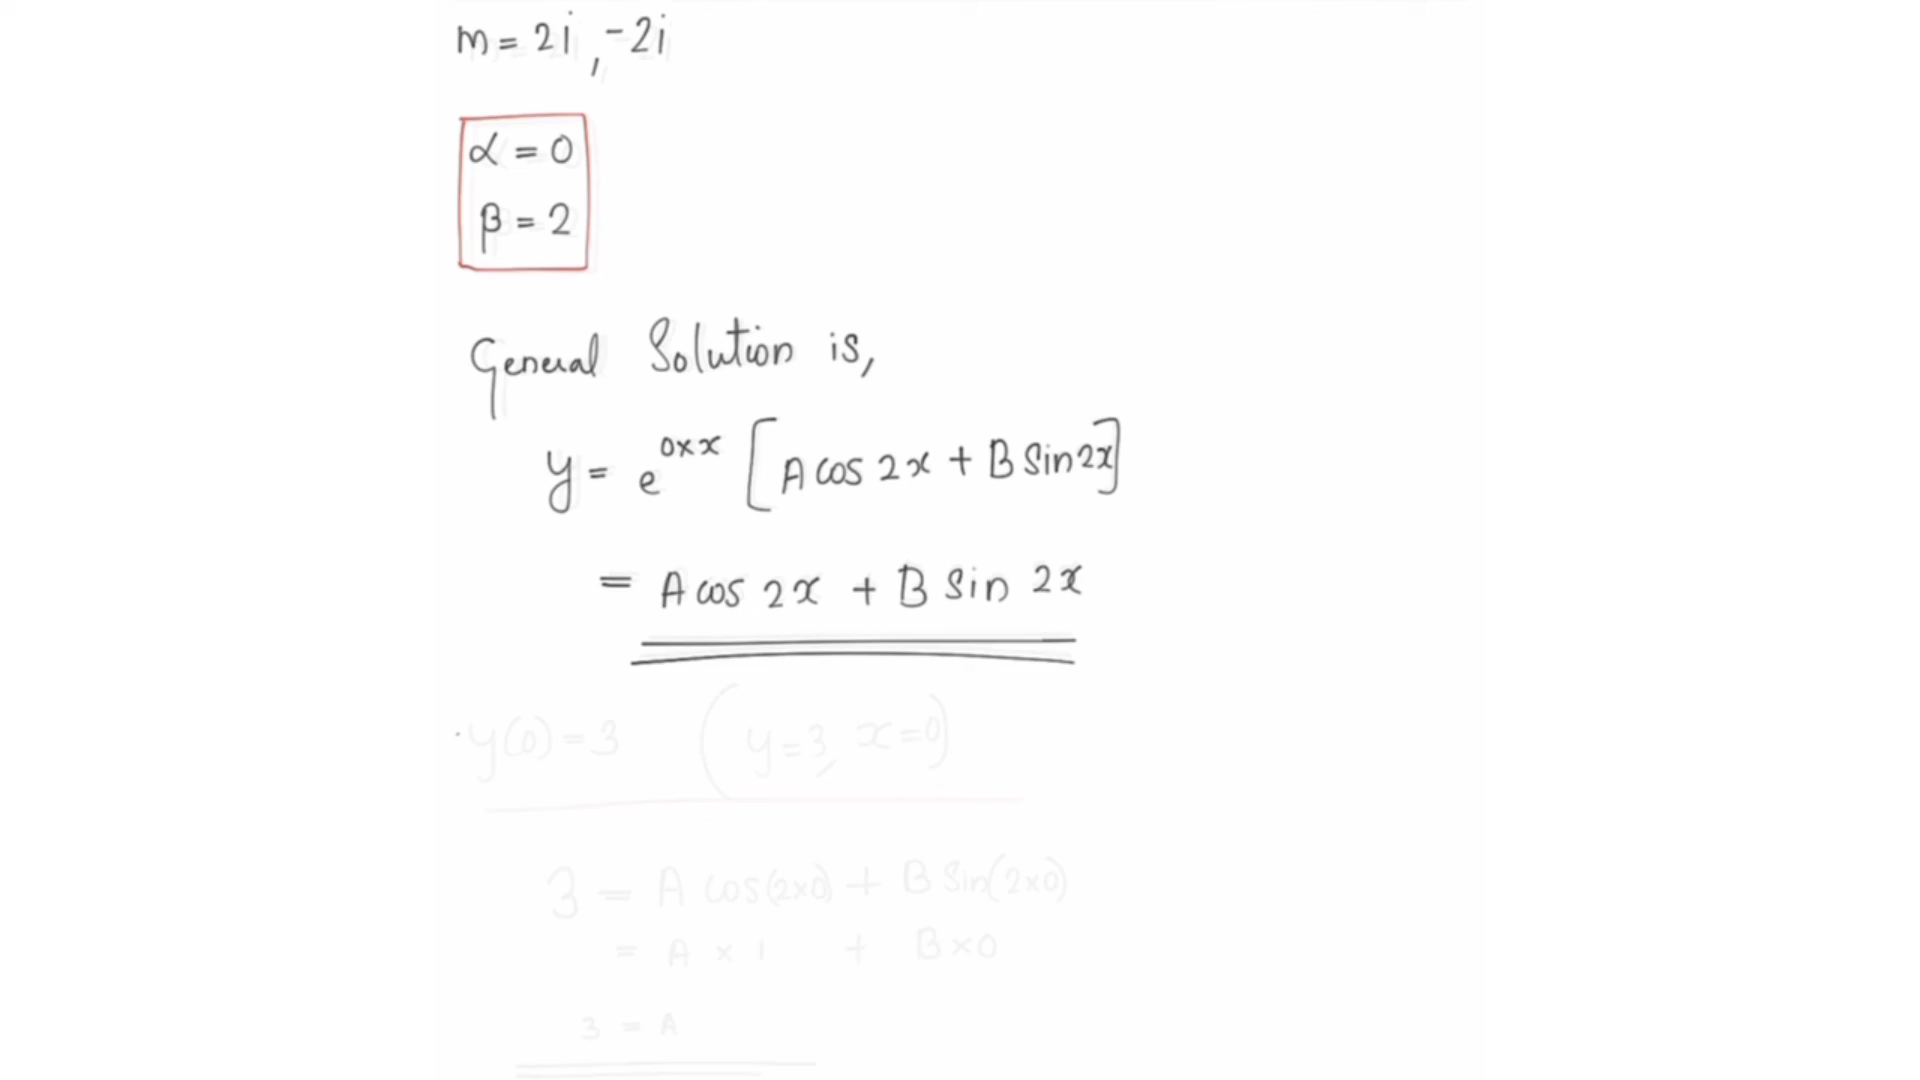 m = 2i, -2i
α = 0
β = 2
General Solution is,
y = e^{0×x} [A cos 2x + B Sin 2x]
= A cos 2x + B Sin 2x
y(0) = 3 (y = 3, x = 0)
3 = A cos(2×0) + B Sin(2×0)
= A × 1 + B × 0
3 = A